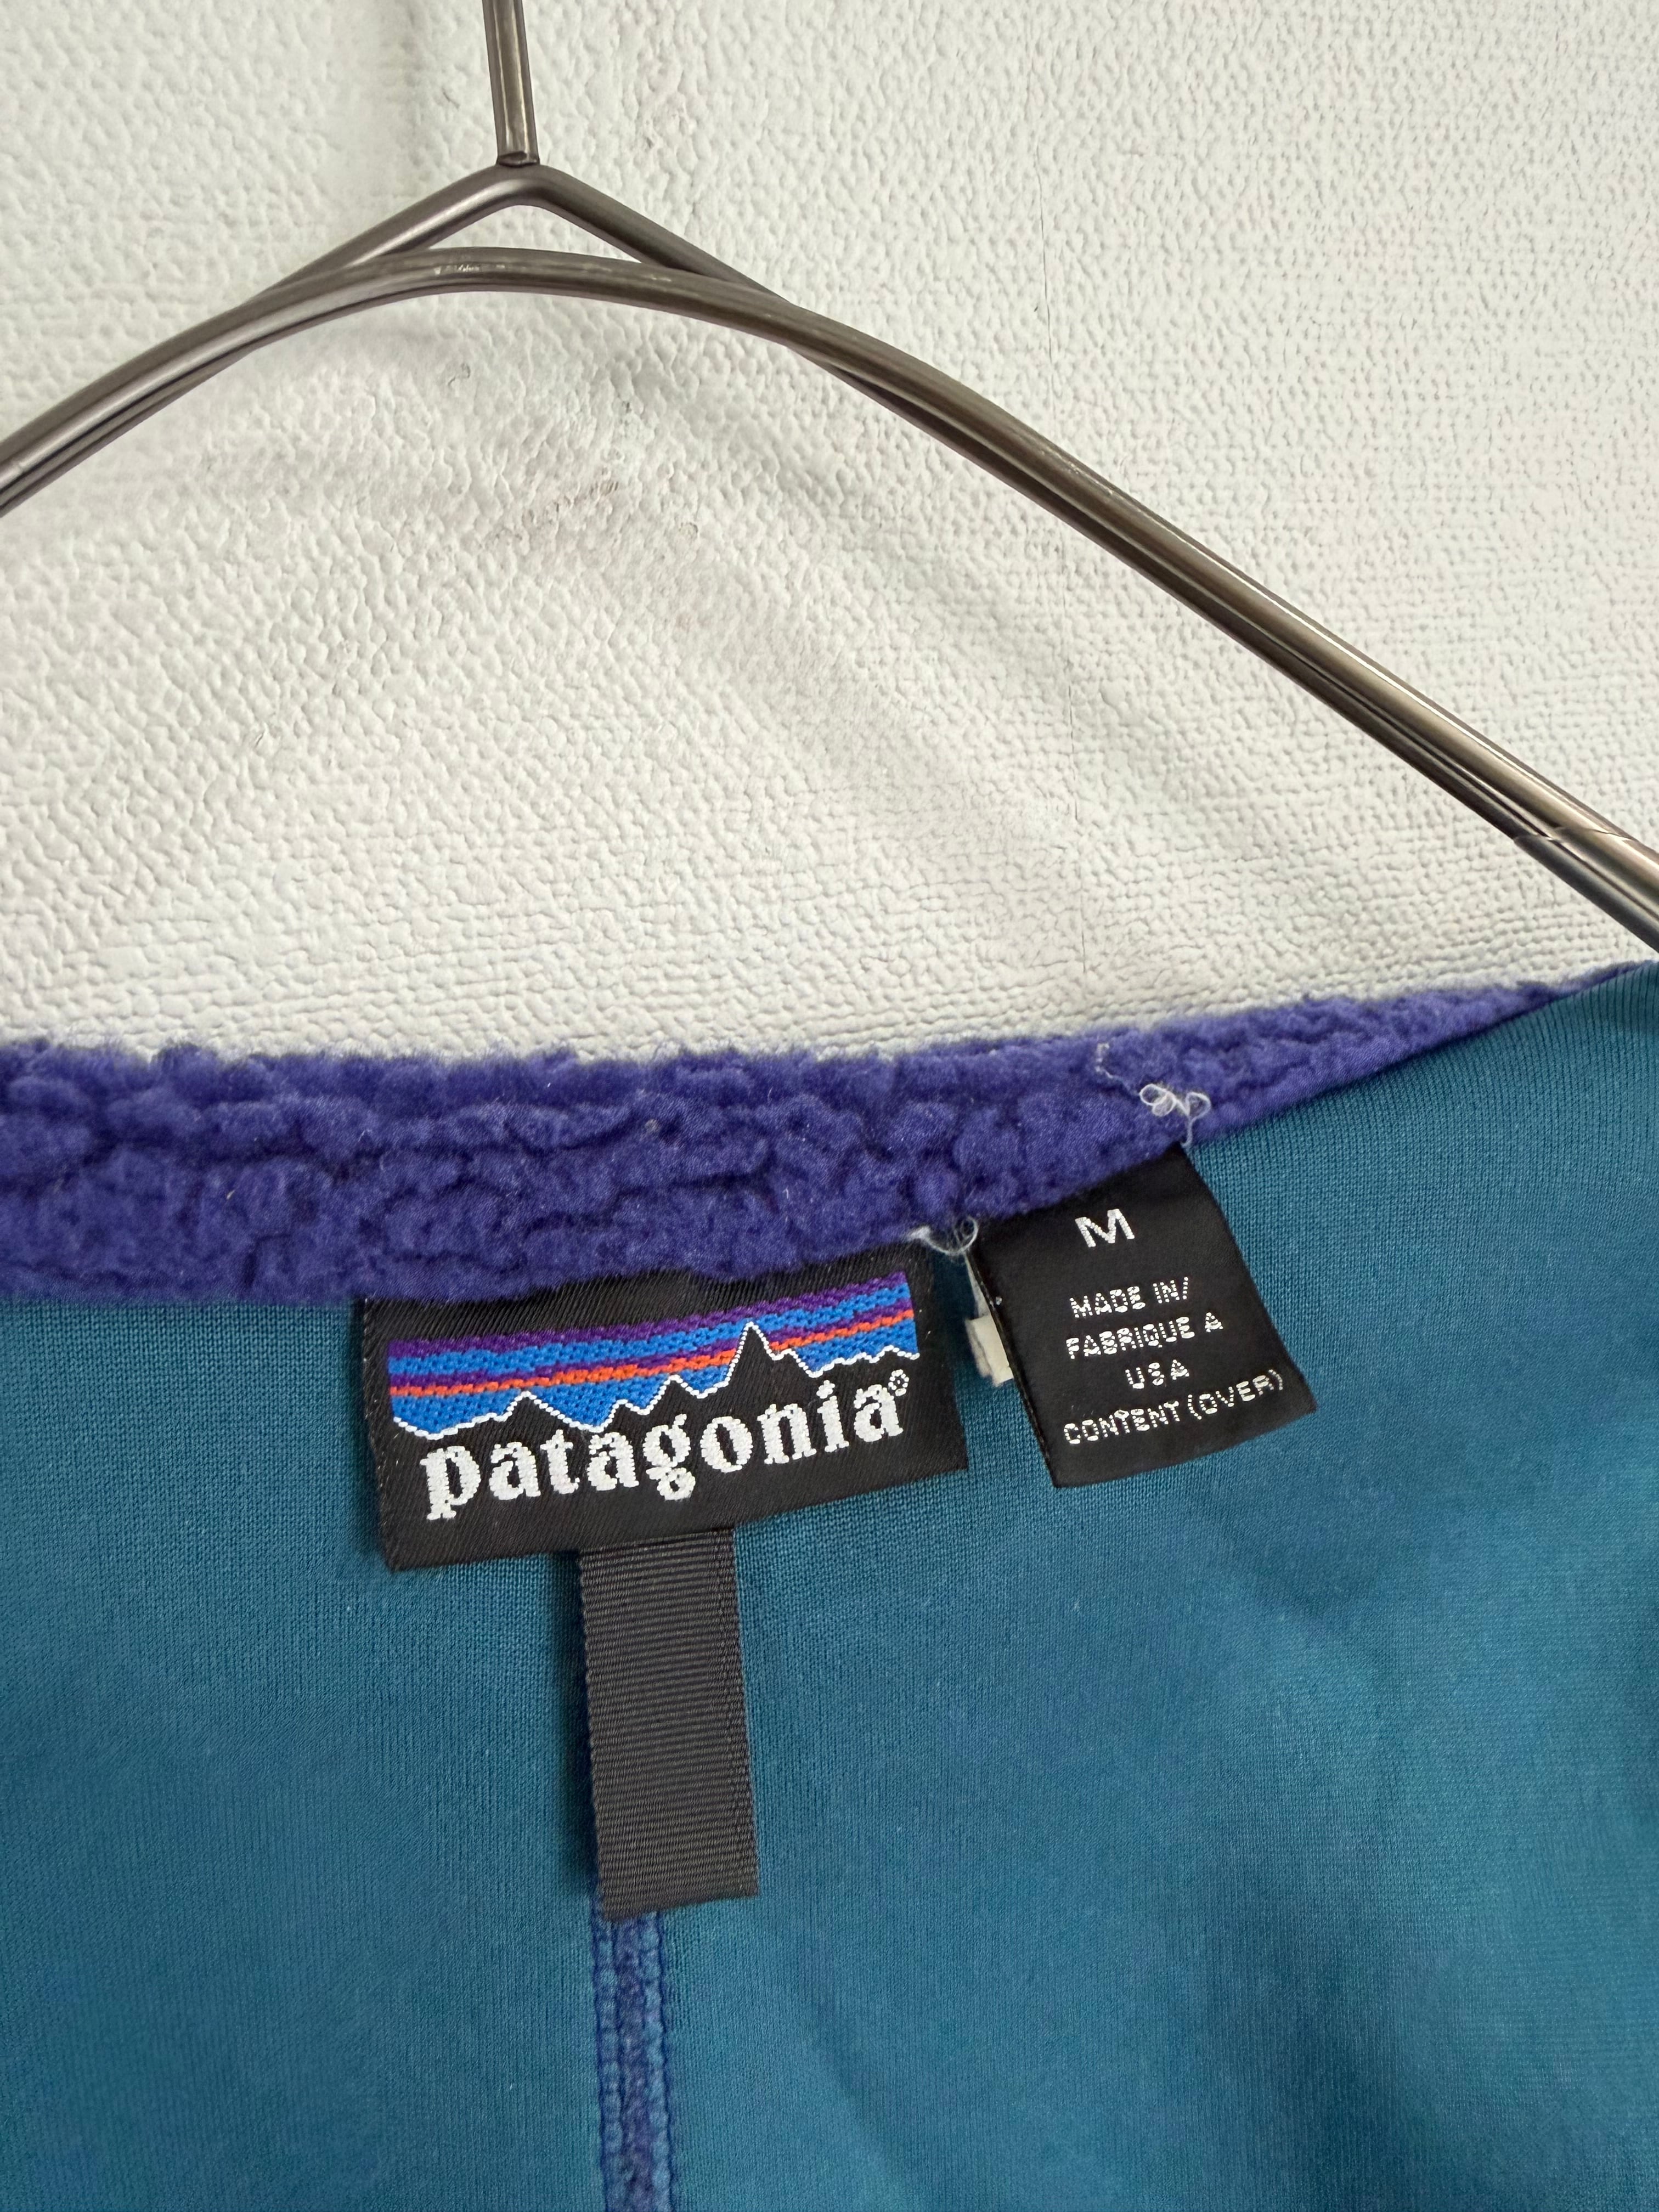 patagonia®
M
MADE IN/
FABRIQUE A
USA
CONTENT (OVER)